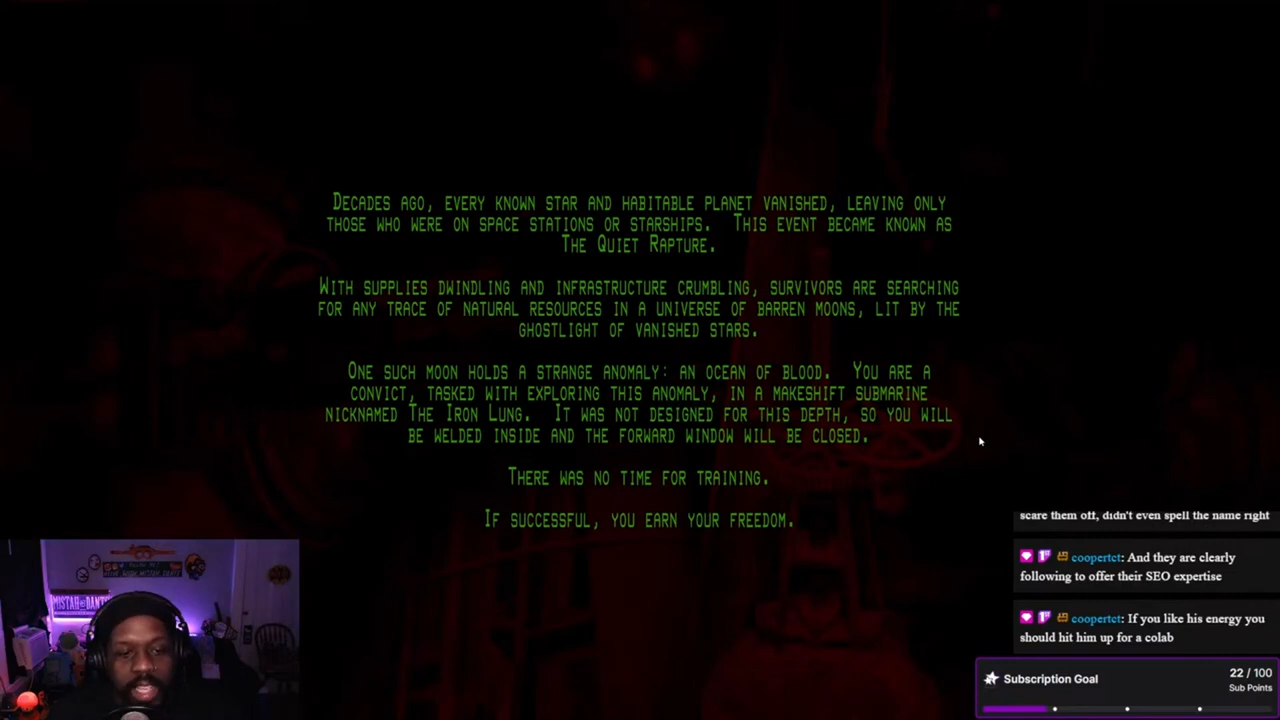 Decades ago, every known star and habitable planet vanished, leaving only
those who were on space stations or starships. This event became known as
The Quiet Rapture.
With supplies dwindling and infrastructure crumbling, survivors are searching
for any trace of natural resources in a universe of barren moons, lit by the
ghostlight of vanished stars.
One such moon holds a strange anomaly: an ocean of blood. You are a
convict, tasked with exploring this anomaly, in a makeshift submarine
nicknamed The Iron Lung. It was not designed for this depth, so you will
be welded inside and the forward window will be closed.
There was no time for training.
If successful, you earn your freedom.
scare them off, didn't even spell the name right
coopertct: And they are clearly
following to offer their SEO expertise
coopertct: If you like his energy you
should hit him up for a colab
Subscription Goal
22 / 100
Sub Points